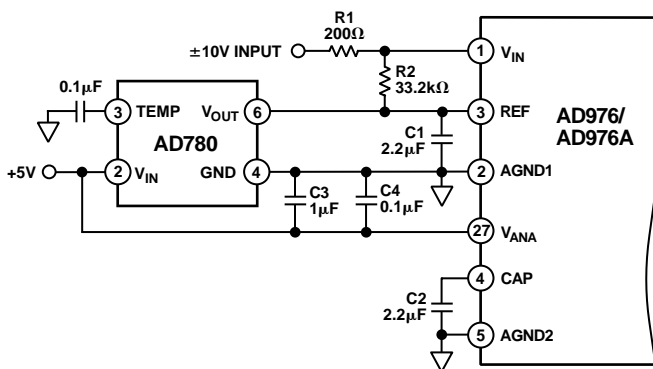 R1
200Ω
±10V INPUT
1
VIN
R2
33.2kΩ
0.1μF
3
TEMP
VOUT
6
3
REF
AD976/
AD976A
AD780
C1
2.2μF
+5V
2
VIN
GND
4
2
AGND1
C3
1μF
C4
0.1μF
27
VANA
4
CAP
C2
2.2μF
5
AGND2